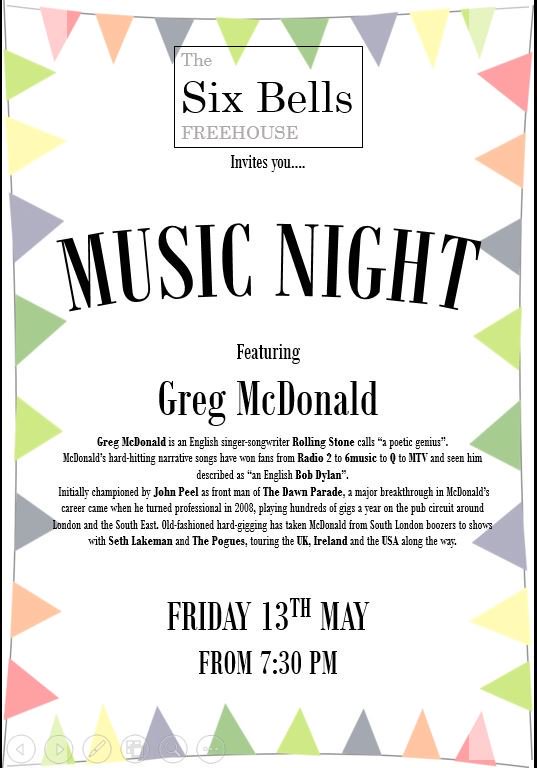 The
Six Bells
FREEHOUSE
Invites you....
MUSIC NIGHT
Featuring
Greg McDonald
Greg McDonald is an English singer-songwriter Rolling Stone calls “a poetic genius”.
McDonald’s hard-hitting narrative songs have won fans from Radio 2 to 6music to Q to MTV and seen him
described as “an English Bob Dylan”.
Initially championed by John Peel as front man of The Dawn Parade, a major breakthrough in McDonald’s
career came when he turned professional in 2008, playing hundreds of gigs a year on the pub circuit around
London and the South East. Old-fashioned hard-gigging has taken McDonald from South London boozers to shows
with Seth Lakeman and The Pogues, touring the UK, Ireland and the USA along the way.
FRIDAY 13TH MAY
FROM 7:30 PM